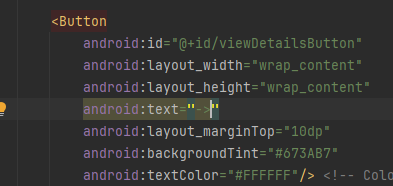 <Button
android:id="@+id/viewDetailsButton"
android:layout_width="wrap_content"
android:layout_height="wrap_content"
android:text="->"
android:layout_marginTop="10dp"
android:backgroundTint="#673AB7"
android:textColor="#FFFFFF"/> <!-- Colo